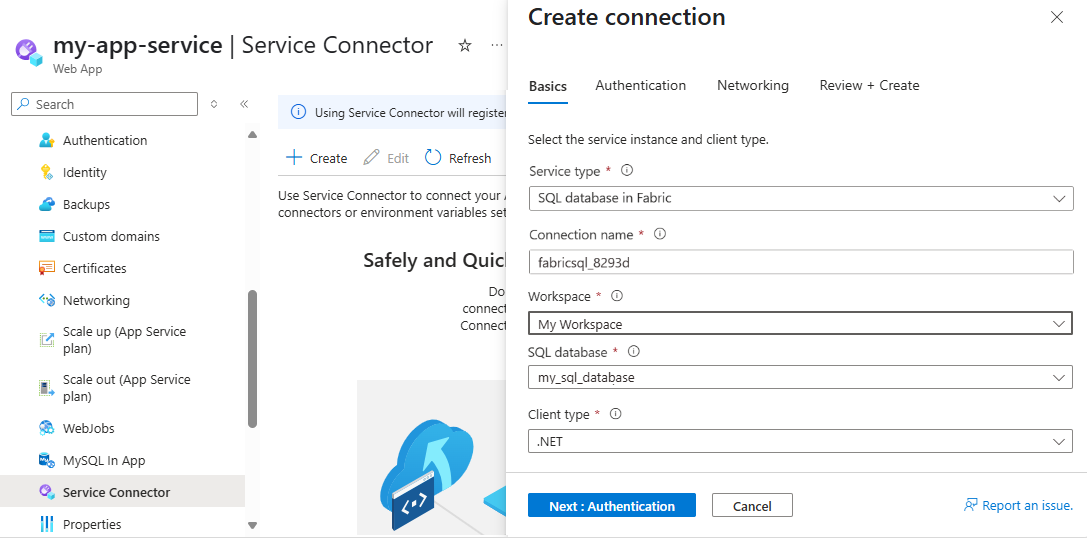 my-app-service | Service Connector
Web App
Search
Authentication
Identity
Backups
Custom domains
Certificates
Networking
Scale up (App Service
plan)
Scale out (App Service
plan)
WebJobs
MySQL In App
Service Connector
Properties
Using Service Connector will register
Create Edit Refresh
Use Service Connector to connect your
connectors or environment variables set
Safely and Quic
Do
connect
Connect
Create connection
Basics Authentication Networking Review + Create
Select the service instance and client type.
Service type *
SQL database in Fabric
Connection name *
fabricsql_8293d
Workspace *
My Workspace
SQL database *
my_sql_database
Client type *
.NET
Next : Authentication Cancel Report an issue.